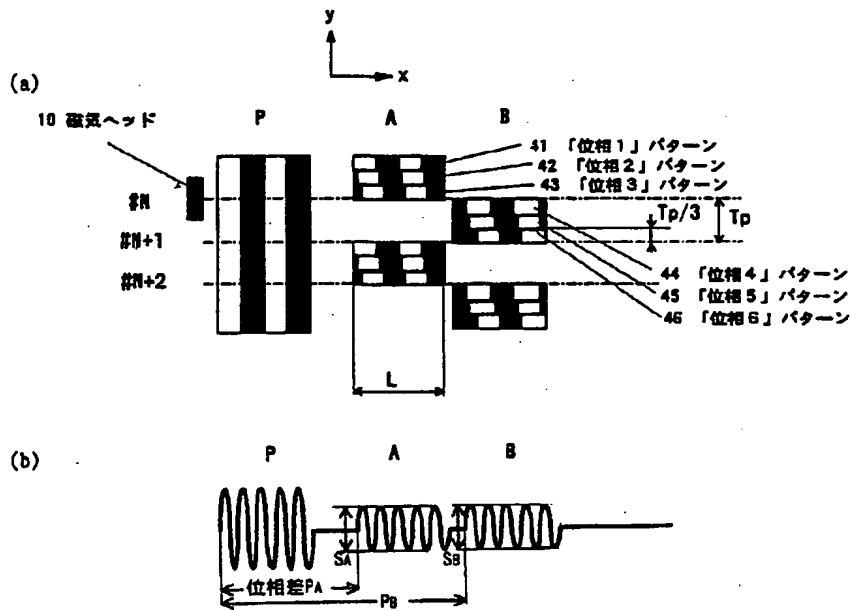 y
x
(a)
10 磁気ヘッド
P
A
B
41 「位相1」パターン
42 「位相2」パターン
43 「位相3」パターン
#N
#N+1
#N+2
Tp/3
Tp
44 「位相4」パターン
45 「位相5」パターン
46 「位相6」パターン
L
(b)
P
A
B
SA
SB
位相差PA
PB